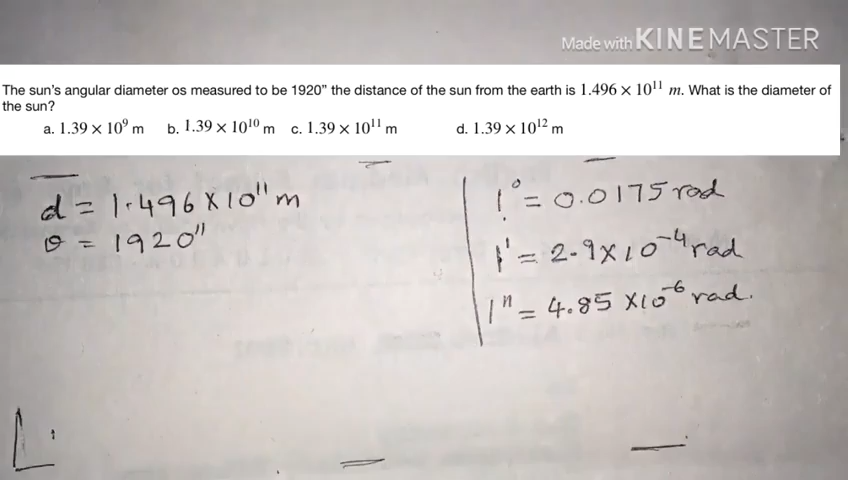 Made with KINEMASTER
The sun's angular diameter os measured to be 1920" the distance of the sun from the earth is 1.496 × 10¹¹ m. What is the diameter of
the sun?
a. 1.39 × 10⁹ m b. 1.39 × 10¹⁰ m c. 1.39 × 10¹¹ m d. 1.39 × 10¹² m
d = 1.496 × 10¹¹ m
θ = 1920"
1° = 0.0175 rad
1' = 2.9 × 10⁻⁴ rad
1" = 4.85 × 10⁻⁶ rad.